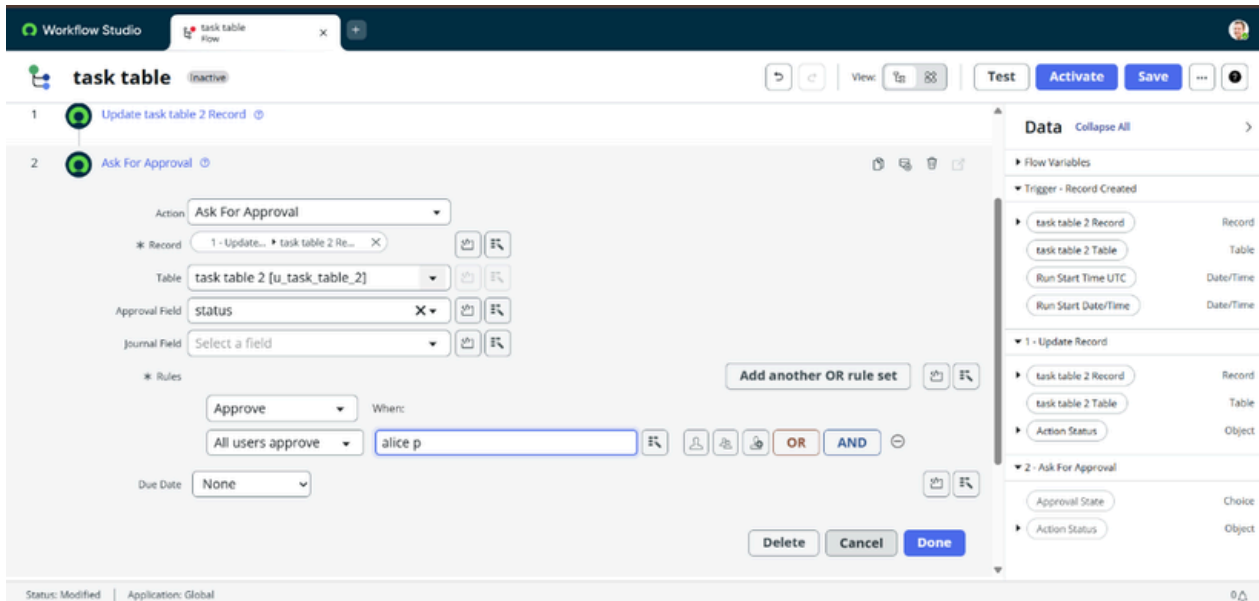 Workflow Studio
task table
Flow
task table Inactive
View:
Test
Activate
Save
1 Update task table 2 Record
2 Ask For Approval
Action Ask For Approval
* Record 1 - Update... ▸ task table 2 Re...
Table task table 2 [u_task_table_2]
Approval Field status
Journal Field Select a field
* Rules
Add another OR rule set
Approve When:
All users approve alice p OR AND
Due Date None
Delete Cancel Done
Data Collapse All
Flow Variables
Trigger - Record Created
task table 2 Record Record
task table 2 Table Table
Run Start Time UTC Date/Time
Run Start Date/Time Date/Time
1 - Update Record
task table 2 Record Record
task table 2 Table Table
Action Status Object
2 - Ask For Approval
Approval State Choice
Action Status Object
Status: Modified | Application: Global
0